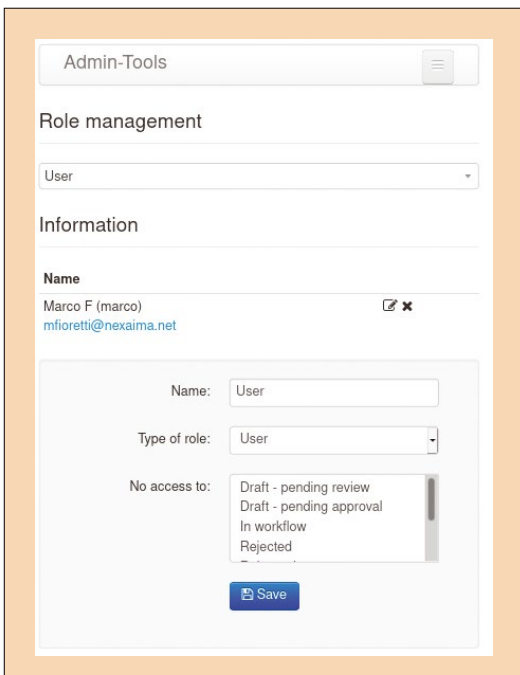 Admin-Tools
Role management
User
Information
Name
Marco F (marco)
mfioretti@nexaima.net
Name: User
Type of role: User
No access to: Draft - pending review
Draft - pending approval
In workflow
Rejected
Save